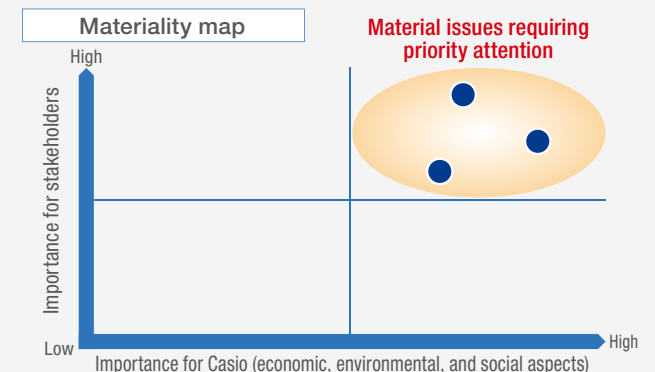 Materiality map
Material issues requiring
priority attention
High
Importance for stakeholders
Low
High
Importance for Casio (economic, environmental, and social aspects)